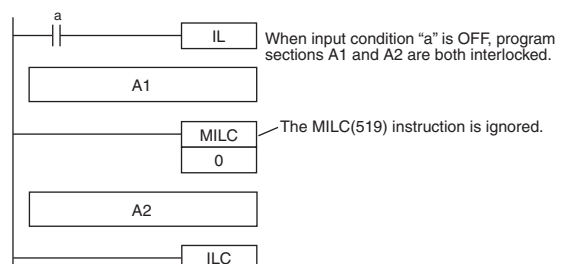 a
IL
When input condition “a” is OFF, program
sections A1 and A2 are both interlocked.
A1
MILC
The MILC(519) instruction is ignored.
0
A2
ILC